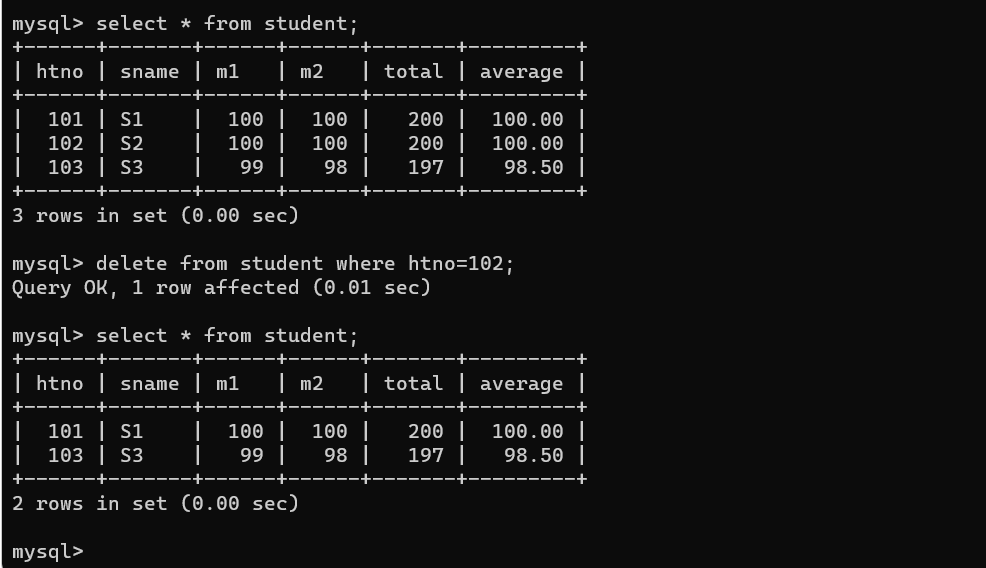 mysql> select * from student;
+------+-------+------+------+-------+---------+
| htno | sname | m1   | m2   | total | average |
+------+-------+------+------+-------+---------+
|  101 | S1    |  100 |  100 |   200 |  100.00 |
|  102 | S2    |  100 |  100 |   200 |  100.00 |
|  103 | S3    |   99 |   98 |   197 |   98.50 |
+------+-------+------+------+-------+---------+
3 rows in set (0.00 sec)

mysql> delete from student where htno=102;
Query OK, 1 row affected (0.01 sec)

mysql> select * from student;
+------+-------+------+------+-------+---------+
| htno | sname | m1   | m2   | total | average |
+------+-------+------+------+-------+---------+
|  101 | S1    |  100 |  100 |   200 |  100.00 |
|  103 | S3    |   99 |   98 |   197 |   98.50 |
+------+-------+------+------+-------+---------+
2 rows in set (0.00 sec)

mysql>